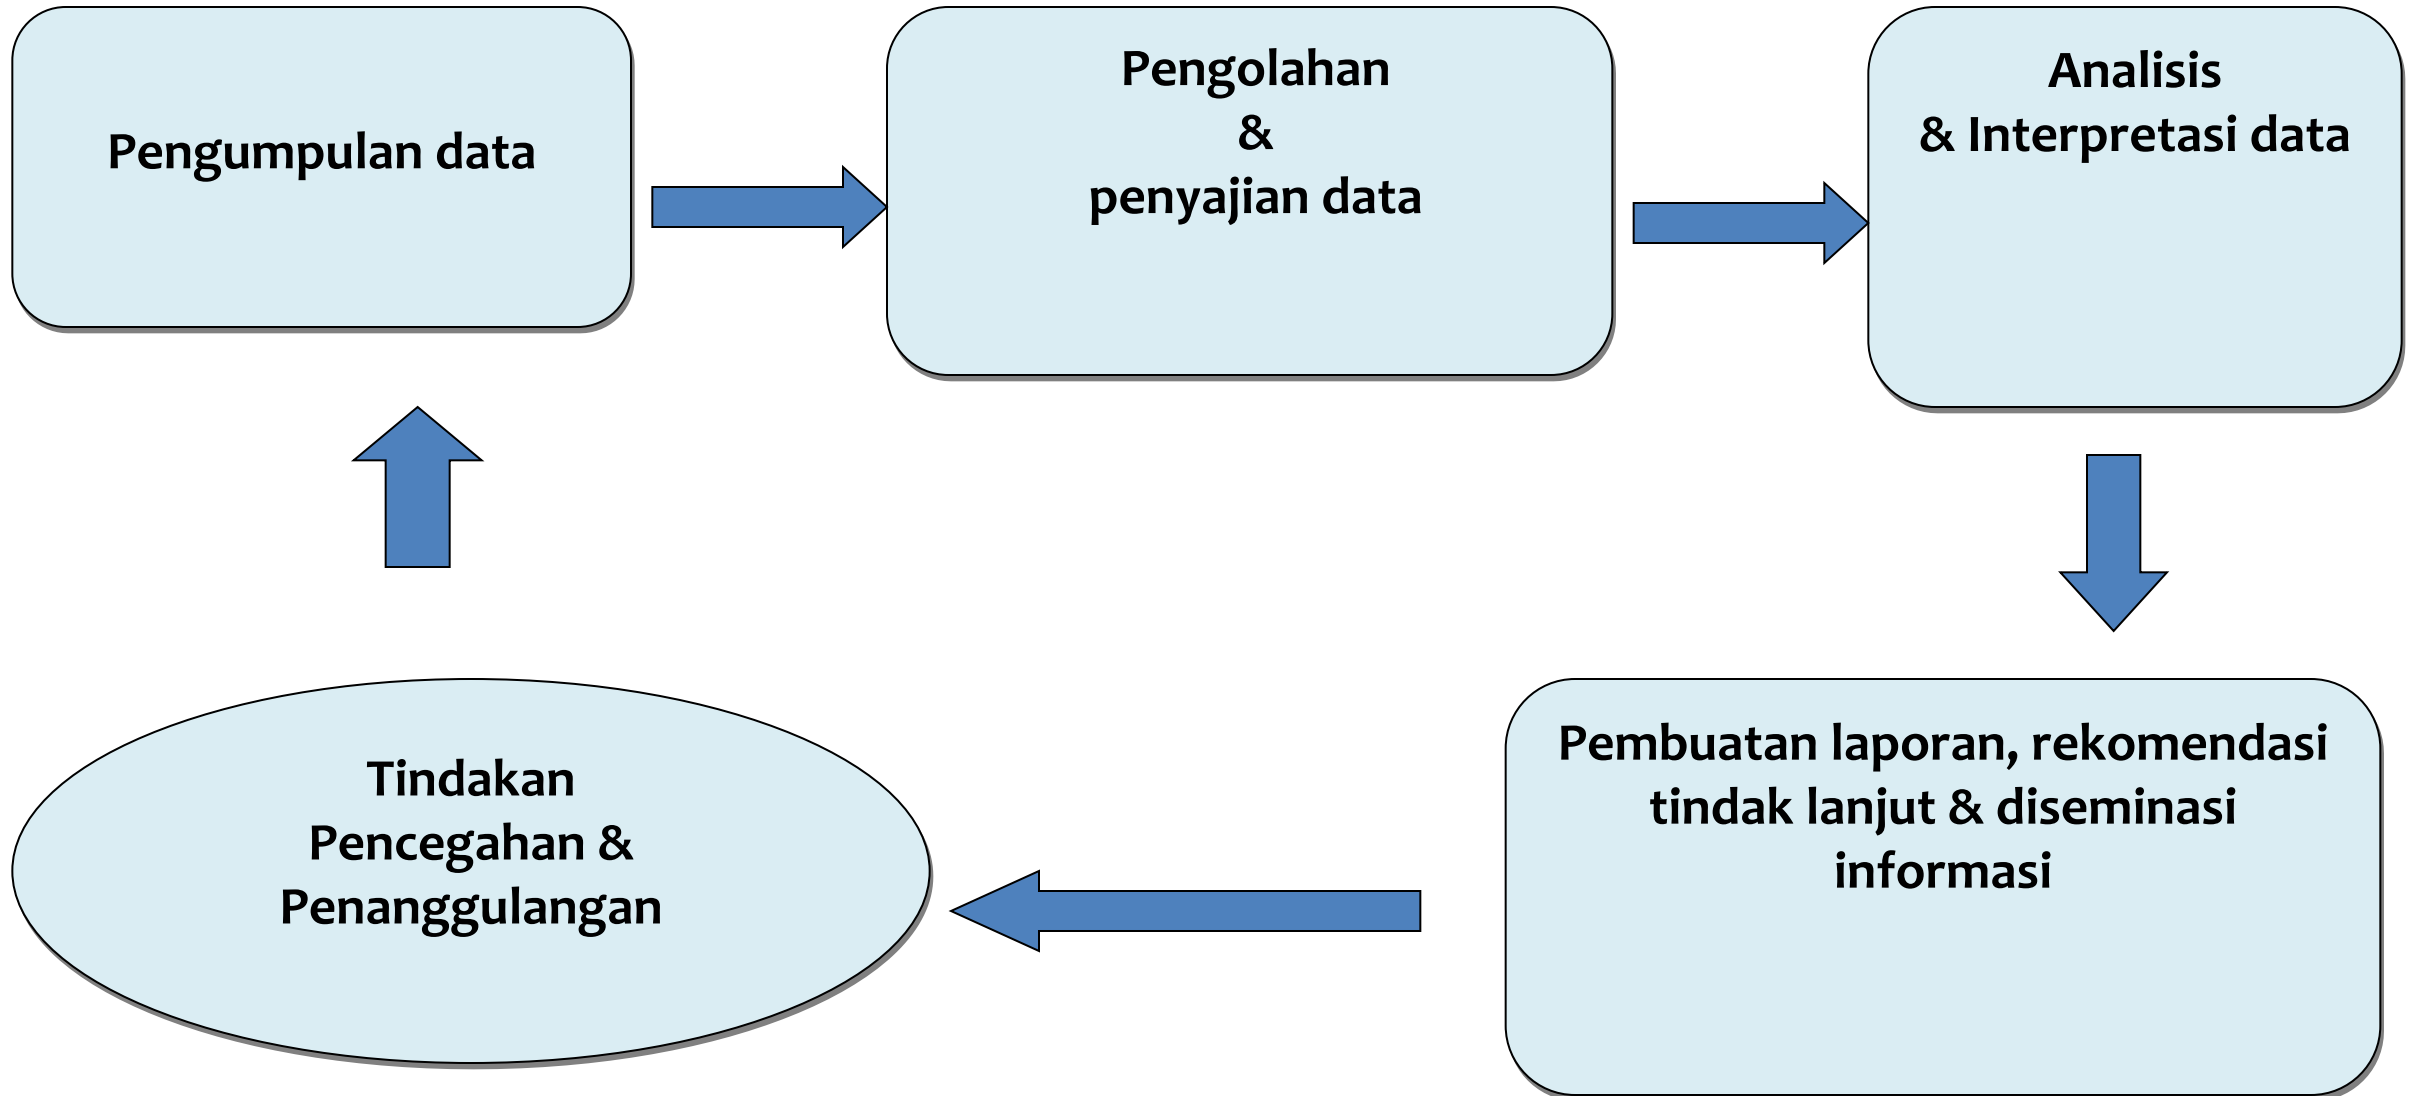 Pengumpulan data
Pengolahan
&
penyajian data
Analisis
& Interpretasi data
Pembuatan laporan, rekomendasi
tindak lanjut & diseminasi
informasi
Tindakan
Pencegahan &
Penanggulangan